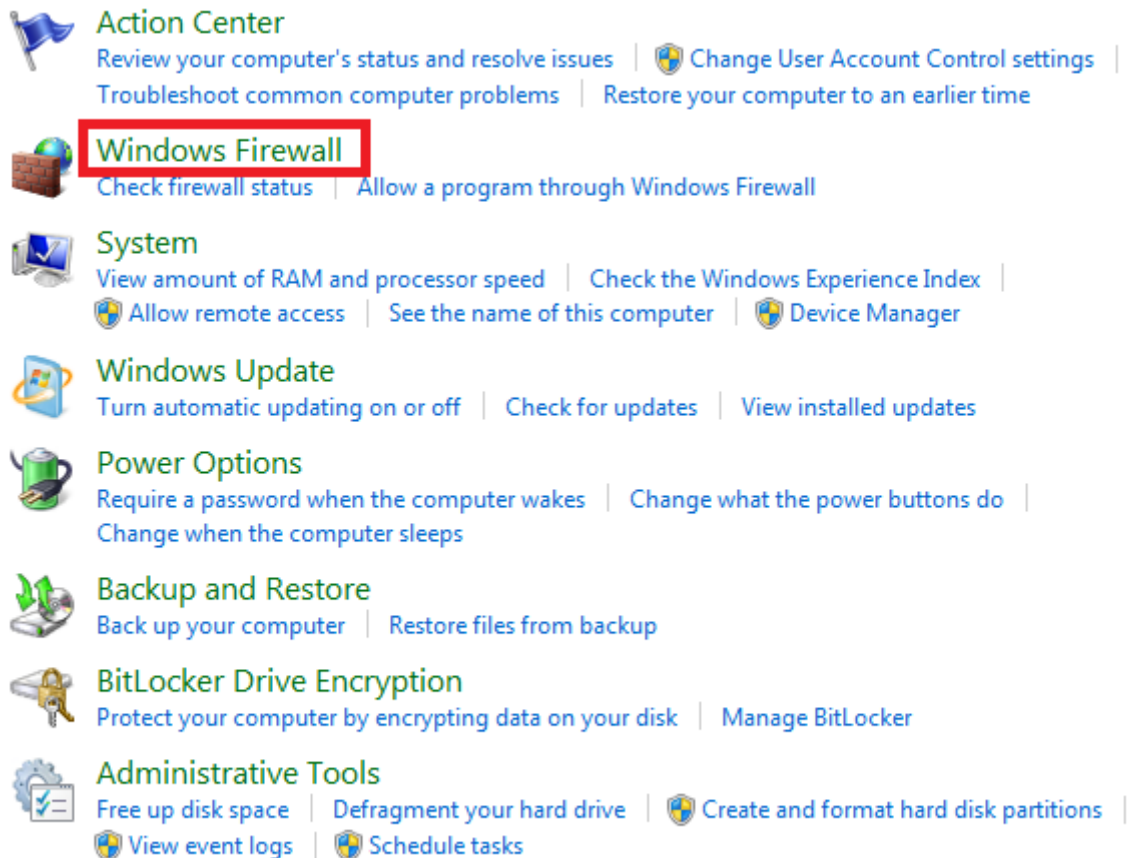 Action Center
Review your computer's status and resolve issues | Change User Account Control settings |
Troubleshoot common computer problems | Restore your computer to an earlier time
Windows Firewall
Check firewall status | Allow a program through Windows Firewall
System
View amount of RAM and processor speed | Check the Windows Experience Index |
Allow remote access | See the name of this computer | Device Manager
Windows Update
Turn automatic updating on or off | Check for updates | View installed updates
Power Options
Require a password when the computer wakes | Change what the power buttons do |
Change when the computer sleeps
Backup and Restore
Back up your computer | Restore files from backup
BitLocker Drive Encryption
Protect your computer by encrypting data on your disk | Manage BitLocker
Administrative Tools
Free up disk space | Defragment your hard drive | Create and format hard disk partitions |
View event logs | Schedule tasks